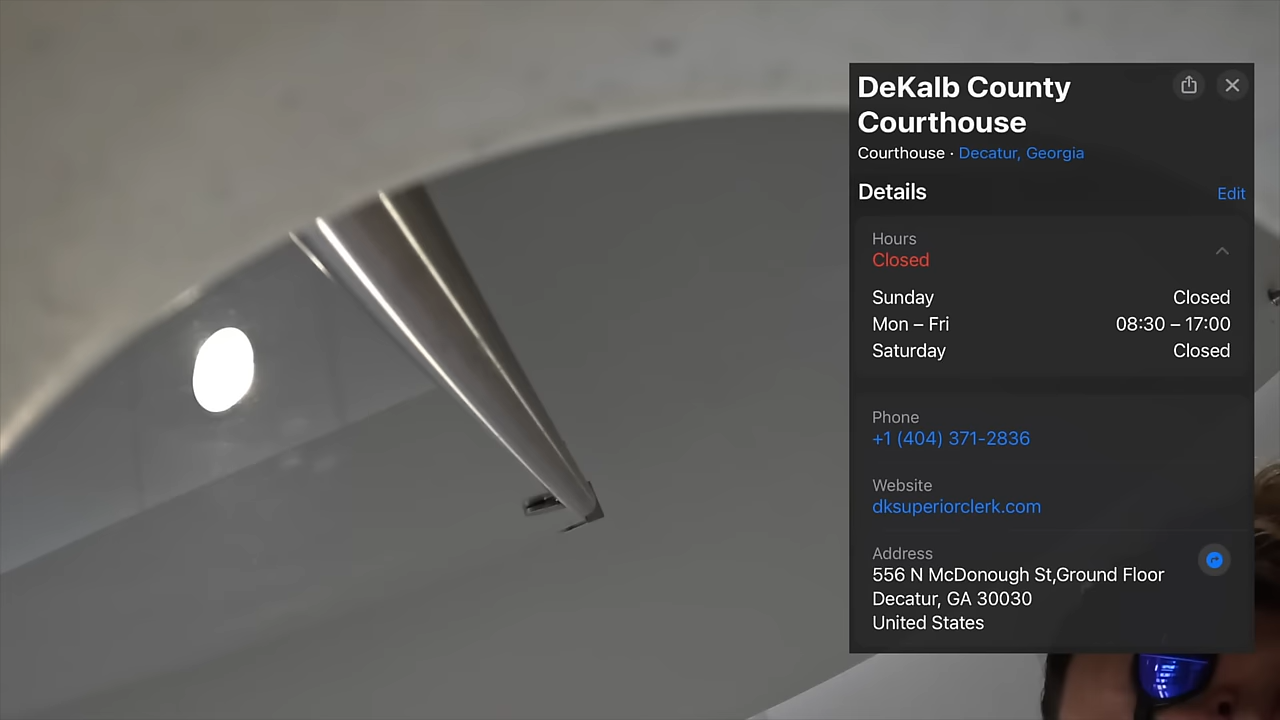 DeKalb County
Courthouse
Courthouse · Decatur, Georgia
Details
Edit
Hours
Closed
Sunday Closed
Mon – Fri 08:30 – 17:00
Saturday Closed
Phone
+1 (404) 371-2836
Website
dksuperiorclerk.com
Address
556 N McDonough St,Ground Floor
Decatur, GA 30030
United States